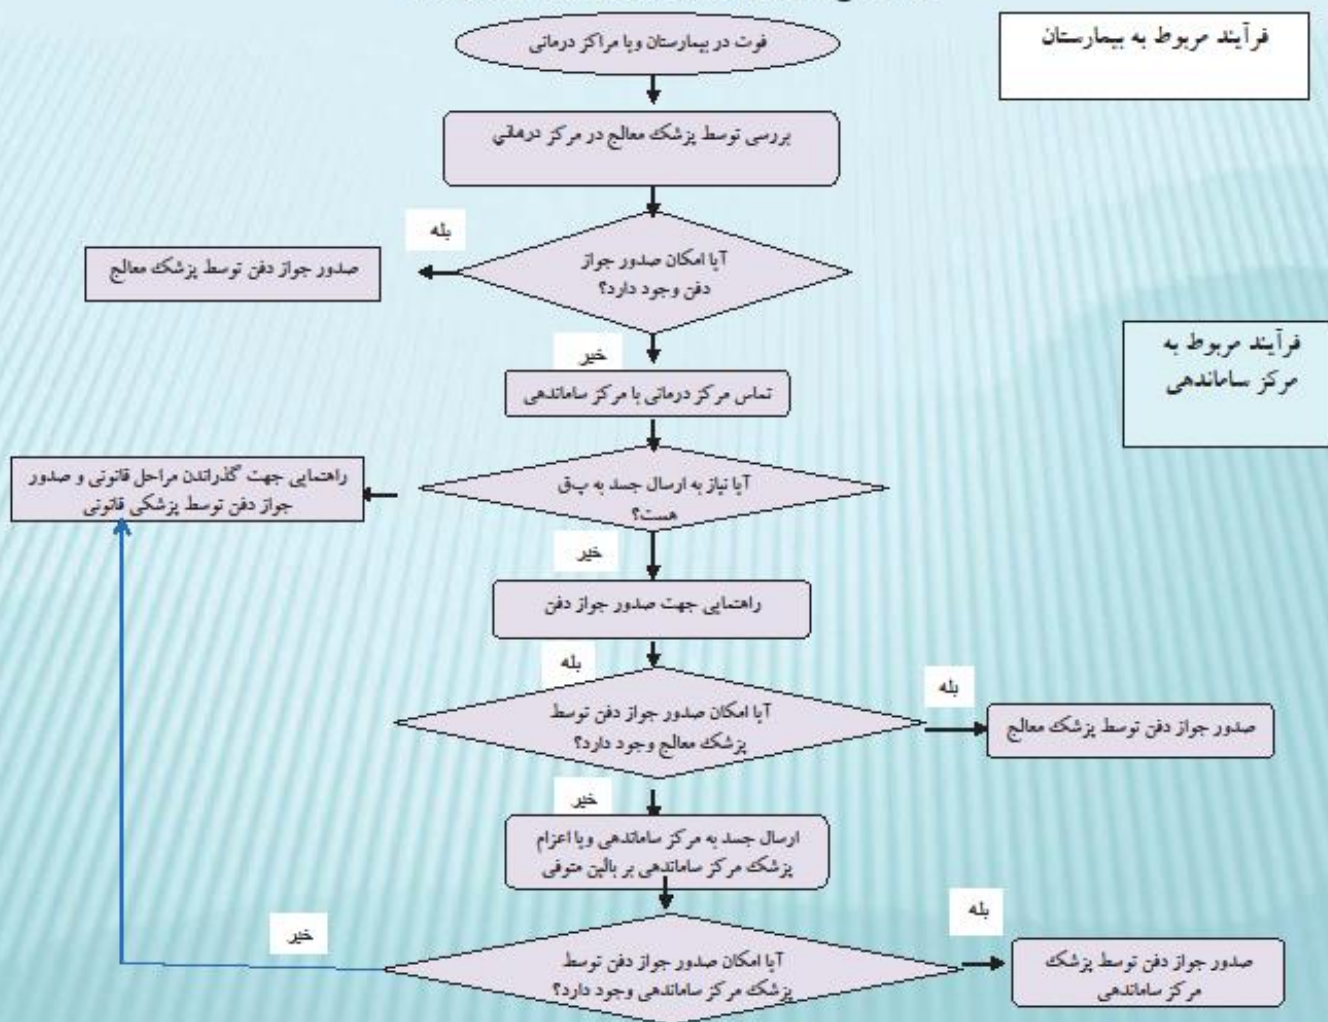 فوت در بیمارستان ویا مراکز درمانی
فرآیند مربوط به بیمارستان
بررسی توسط پزشک معالج در مرکز درمانی
بله
آیا امکان صدور جواز
دفن وجود دارد؟
صدور جواز دفن توسط پزشک معالج
خیر
فرآیند مربوط به
مرکز ساماندهی
تماس مرکز درمانی با مرکز ساماندهی
آیا نیاز به ارسال جسد به پ.ق
هست؟
راهنمایی جهت گذراندن مراحل قانونی و صدور
جواز دفن توسط پزشکی قانونی
خیر
راهنمایی جهت صدور جواز دفن
بله
آیا امکان صدور جواز دفن توسط
پزشک معالج وجود دارد؟
بله
صدور جواز دفن توسط پزشک معالج
خیر
ارسال جسد به مرکز ساماندهی ویا اعزام
پزشک مرکز ساماندهی بر بالین متوفی
بله
خیر
آیا امکان صدور جواز دفن توسط
پزشک مرکز ساماندهی وجود دارد؟
صدور جواز دفن توسط پزشک
مرکز ساماندهی